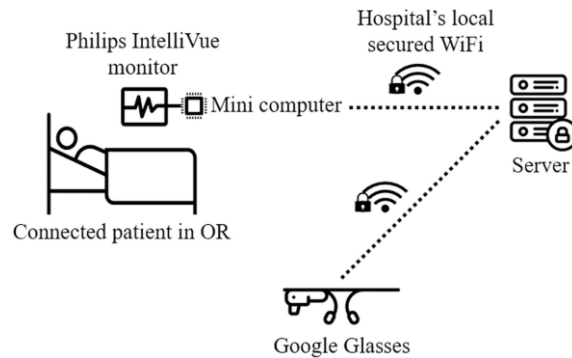 Philips IntelliVue
monitor
Hospital's local
secured WiFi
Mini computer
Server
Connected patient in OR
Google Glasses